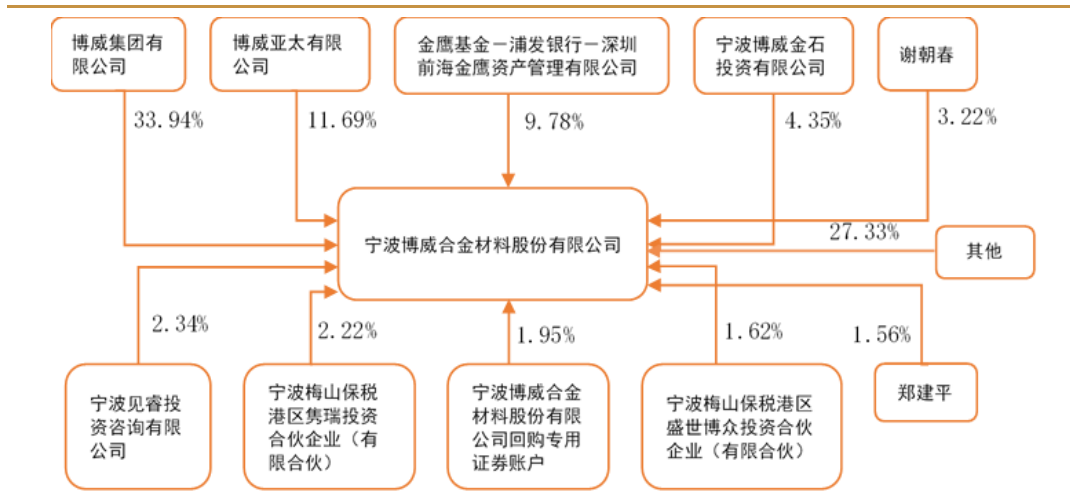 博威集团有
限公司
博威亚太有限
公司
金鹰基金－浦发银行－深圳
前海金鹰资产管理有限公司
宁波博威金石
投资有限公司
谢朝春
33.94%
11.69%
9.78%
4.35%
3.22%
宁波博威合金材料股份有限公司
27.33%
其他
2.34%
2.22%
1.95%
1.62%
1.56%
宁波见睿投
资咨询有限
公司
宁波梅山保税
港区隽瑞投资
合伙企业（有
限合伙）
宁波博威合金
材料股份有限
公司回购专用
证券账户
宁波梅山保税港区
盛世博众投资合伙
企业（有限合伙）
郑建平